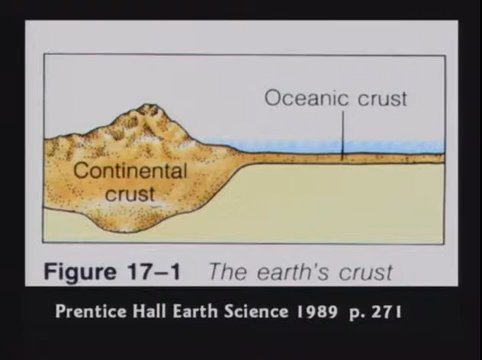 Oceanic crust
Continental
crust
Figure 17–1 The earth's crust
Prentice Hall Earth Science 1989 p. 271